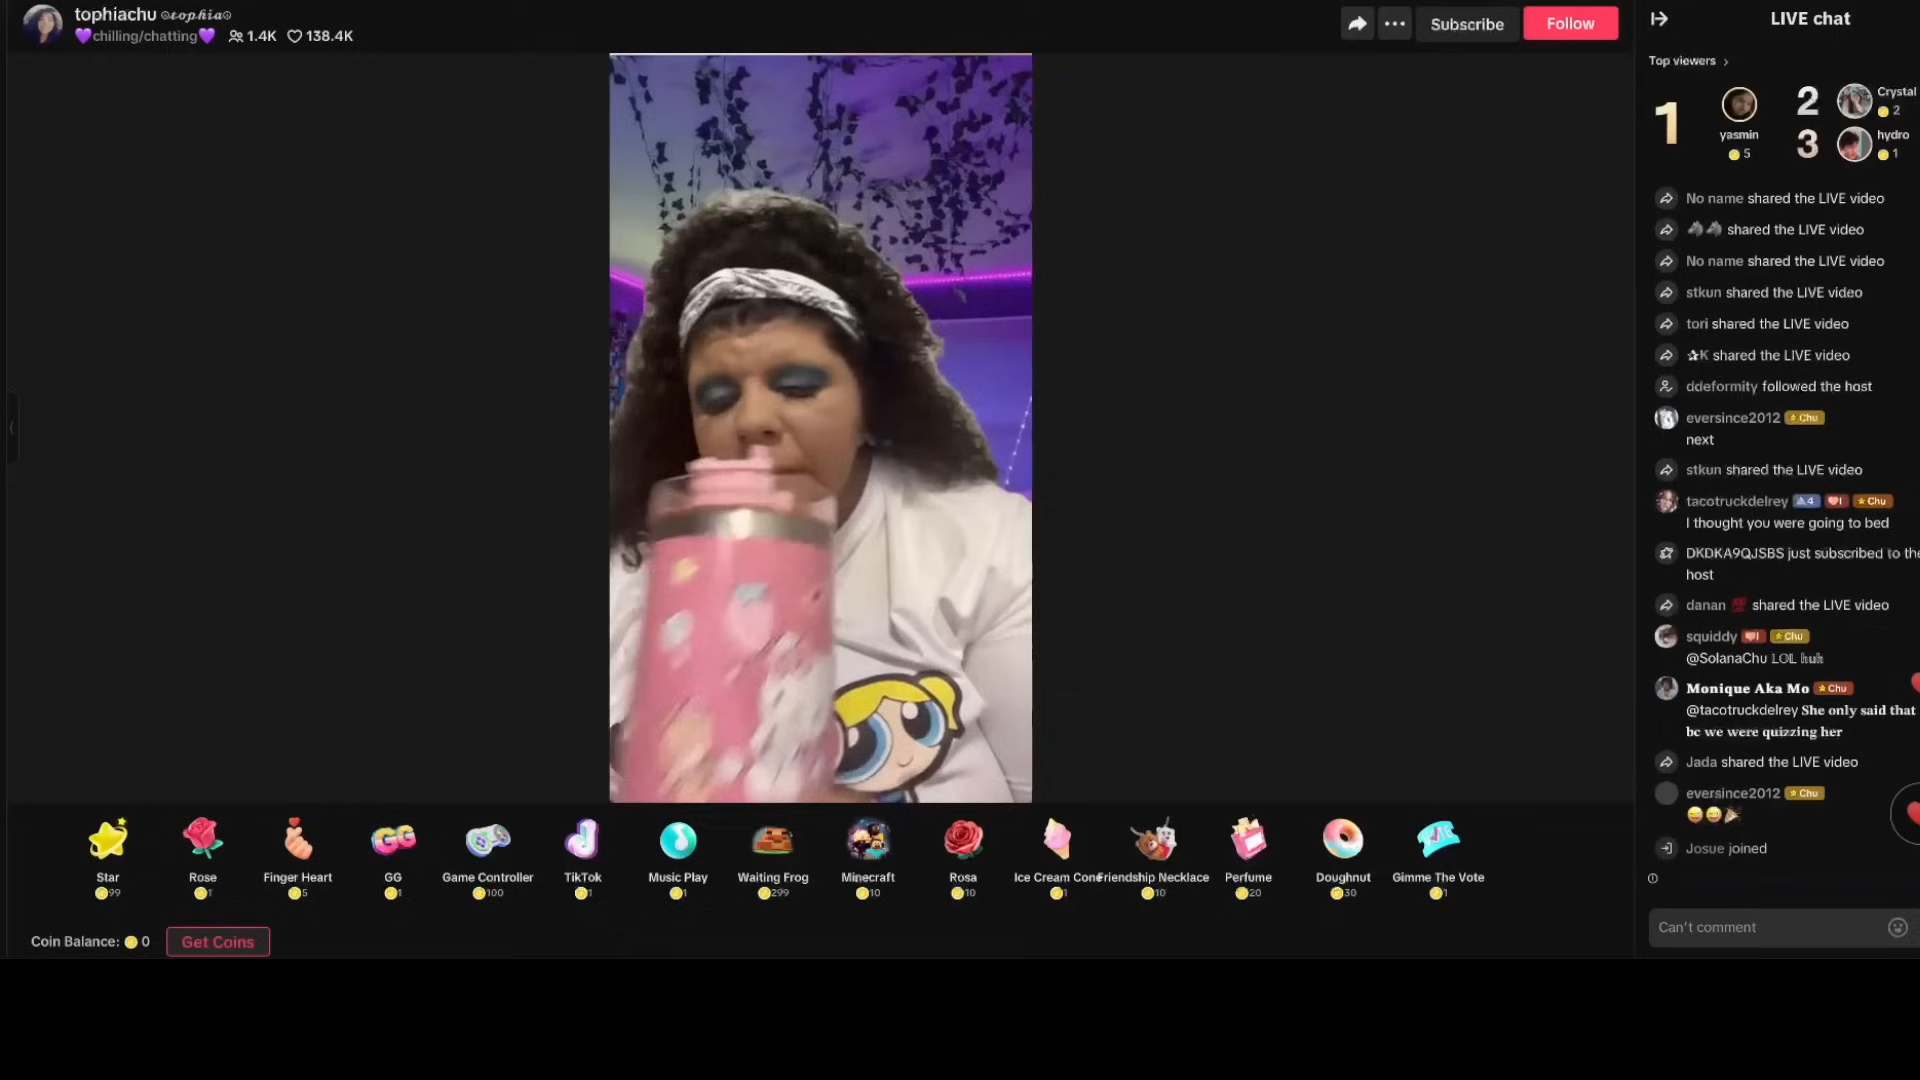 tophiachu ☺𝓽𝓸𝓹𝓱𝓲𝓪☺
💜chilling/chatting💜 1.4K 138.4K
Subscribe
Follow
LIVE chat
Top viewers >
1
yasmin
5
2
Crystal
2
3
hydro
1
No name shared the LIVE video
🐴🐴 shared the LIVE video
No name shared the LIVE video
stkun shared the LIVE video
tori shared the LIVE video
✰K shared the LIVE video
ddeformity followed the host
eversince2012 Chu
next
stkun shared the LIVE video
tacotruckdelrey 4 I Chu
I thought you were going to bed
DKDKA9QJSBS just subscribed to the
host
danan 💯 shared the LIVE video
squiddy I Chu
@SolanaChu 𝕃𝕆𝕃 𝕙𝕦𝕙
𝐌𝐨𝐧𝐢𝐪𝐮𝐞 𝐀𝐤𝐚 𝐌𝐨 Chu
@tacotruckdelrey 𝐒𝐡𝐞 𝐨𝐧𝐥𝐲 𝐬𝐚𝐢𝐝 𝐭𝐡𝐚𝐭
𝐛𝐜 𝐰𝐞 𝐰𝐞𝐫𝐞 𝐪𝐮𝐢𝐳𝐳𝐢𝐧𝐠 𝐡𝐞𝐫
Jada shared the LIVE video
eversince2012 Chu
😜😜🎉
Josue joined
Can't comment
GG
Star Rose Finger Heart GG Game Controller TikTok Music Play Waiting Frog Minecraft Rosa Ice Cream Cone Friendship Necklace Perfume Doughnut Gimme The Vote
99 1 5 1 100 1 1 299 10 10 1 10 20 30 1
Coin Balance: 0
Get Coins